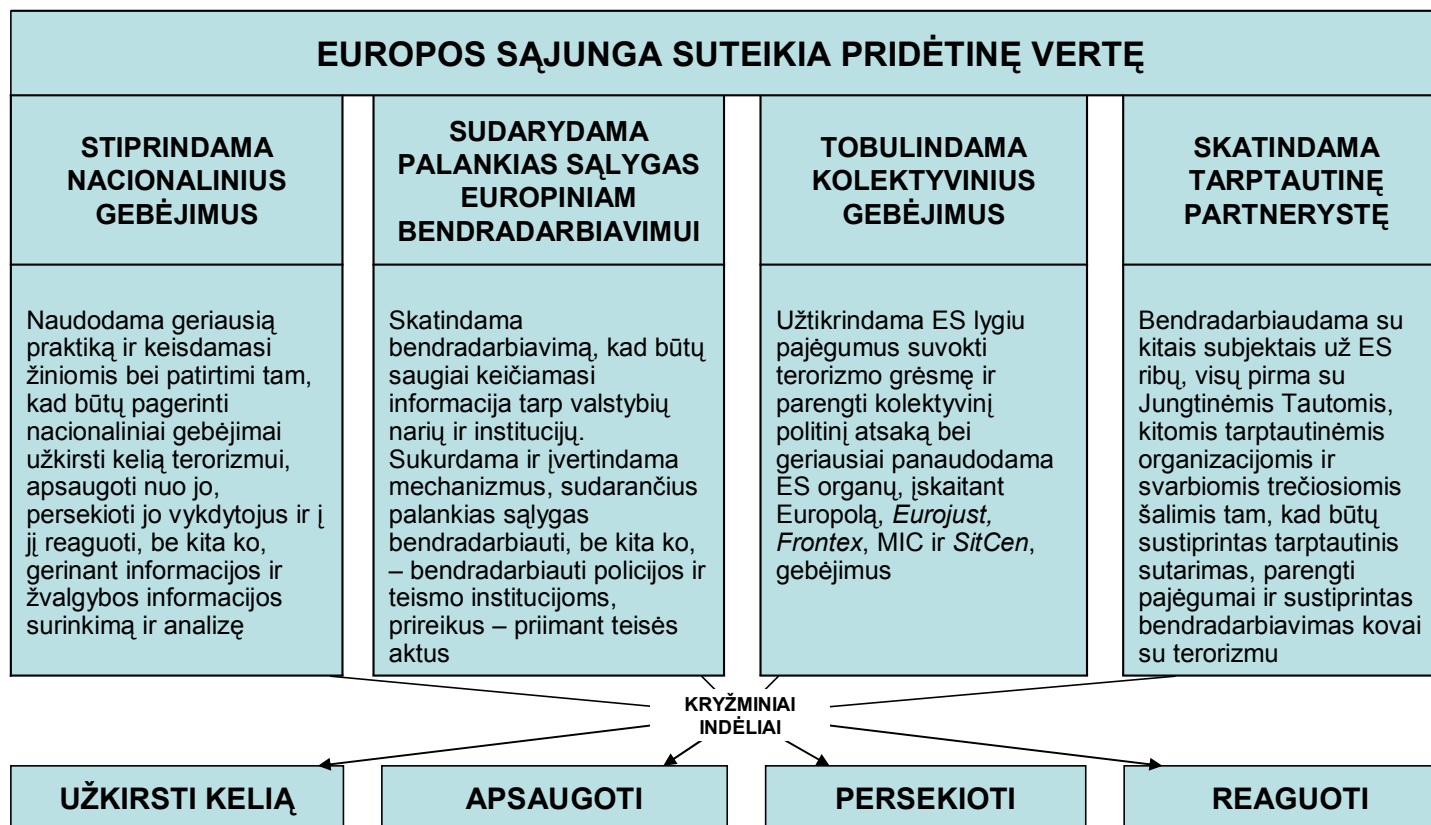 EUROPOS SĄJUNGA SUTEIKIA PRIDĖTINĘ VERTĘ
STIPRINDAMA
NACIONALINIUS
GEBĖJIMUS
SUDARYDAMA
PALANKIAS SĄLYGAS
EUROPINIAM
BENDRADARBIAVIMUI
TOBULINDAMA
KOLEKTYVINIUS
GEBĖJIMUS
SKATINDAMA
TARPTAUTINĘ
PARTNERYSTĘ
Naudodama geriausią
praktiką ir keisdamasi
žiniomis bei patirtimi tam,
kad būtų pagerinti
nacionaliniai gebėjimai
užkirsti kelią terorizmui,
apsaugoti nuo jo,
persekioti jo vykdytojus ir į
jį reaguoti, be kita ko,
gerinant informacijos ir
žvalgybos informacijos
surinkimą ir analizę
Skatindama
bendradarbiavimą, kad būtų
saugiai keičiamasi
informacija tarp valstybių
narių ir institucijų.
Sukurdama ir įvertindama
mechanizmus, sudarančius
palankias sąlygas
bendradarbiauti, be kita ko,
– bendradarbiauti policijos ir
teismo institucijoms,
prireikus – priimant teisės
aktus
Užtikrindama ES lygiu
pajėgumus suvokti
terorizmo grėsmę ir
parengti kolektyvinį
politinį atsaką bei
geriausiai panaudodama
ES organų, įskaitant
Europolą, Eurojust,
Frontex, MIC ir SitCen,
gebėjimus
Bendradarbiaudama su
kitais subjektais už ES
ribų, visų pirma su
Jungtinėmis Tautomis,
kitomis tarptautinėmis
organizacijomis ir
svarbiomis trečiosiomis
šalimis tam, kad būtų
sustiprintas tarptautinis
sutarimas, parengti
pajėgumai ir sustiprintas
bendradarbiavimas kovai
su terorizmu
KRYŽMINIAI
INDĖLIAI
UŽKIRSTI KELIĄ
APSAUGOTI
PERSEKIOTI
REAGUOTI